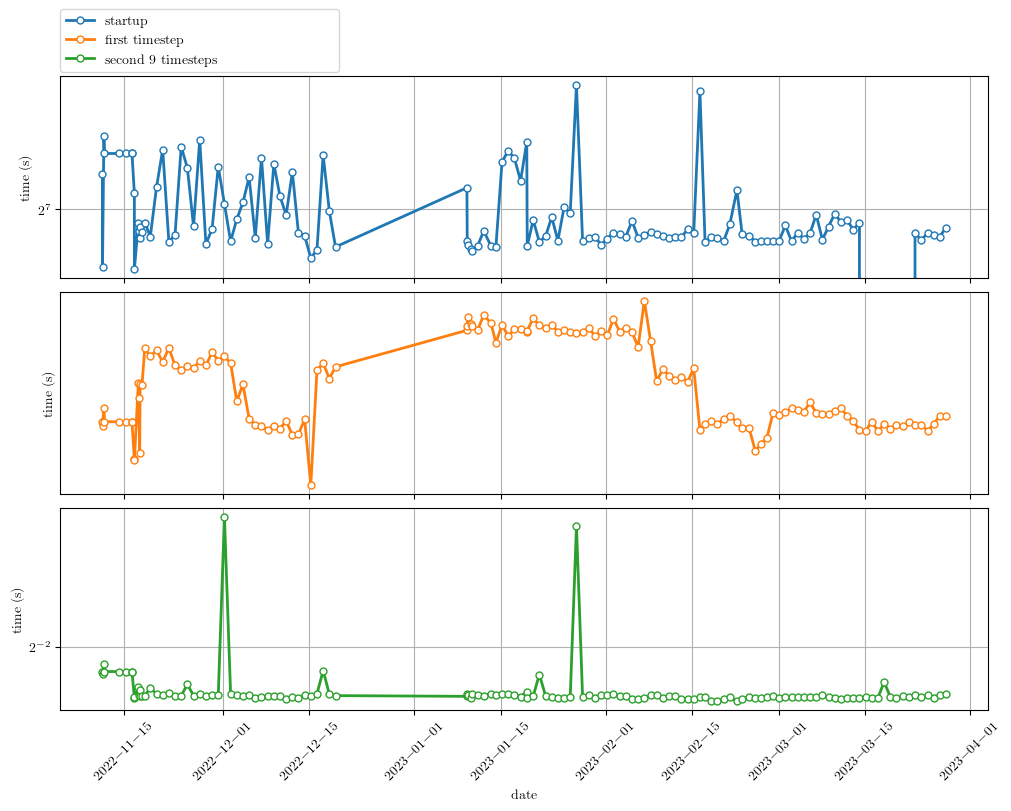 startup
first timestep
second 9 timesteps
time (s)
2⁷
time (s)
time (s)
2⁻²
2022−11−15
2022−12−01
2022−12−15
2023−01−01
2023−01−15
2023−02−01
2023−02−15
2023−03−01
2023−03−15
2023−04−01
date